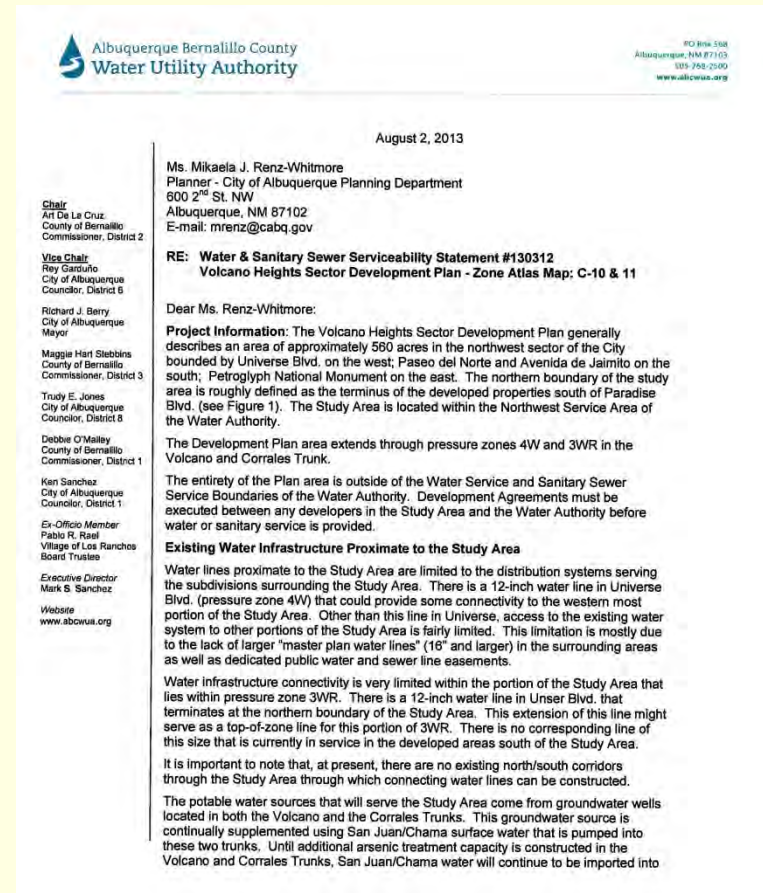 Albuquerque Bernalillo County
Water Utility Authority
PO Box 568
Albuquerque, NM 87103
505-768-2500
www.abcwua.org
August 2, 2013
Ms. Mikaela J. Renz-Whitmore
Planner - City of Albuquerque Planning Department
600 2nd St. NW
Albuquerque, NM 87102
E-mail: mrenz@cabq.gov
RE: Water & Sanitary Sewer Serviceability Statement #130312
Volcano Heights Sector Development Plan - Zone Atlas Map: C-10 & 11
Chair
Art De La Cruz
County of Bernalillo
Commissioner, District 2
Vice Chair
Rey Garduño
City of Albuquerque
Councilor, District 6
Richard J. Berry
City of Albuquerque
Mayor
Maggie Hart Stebbins
County of Bernalillo
Commissioner, District 3
Trudy E. Jones
City of Albuquerque
Councilor, District 8
Debbie O'Malley
County of Bernalillo
Commissioner, District 1
Ken Sanchez
City of Albuquerque
Councilor, District 1
Ex-Officio Member
Pablo R. Rael
Village of Los Ranchos
Board Trustee
Executive Director
Mark S. Sanchez
Website
www.abcwua.org
Dear Ms. Renz-Whitmore:
Project Information: The Volcano Heights Sector Development Plan generally
describes an area of approximately 560 acres in the northwest sector of the City
bounded by Universe Blvd. on the west; Paseo del Norte and Avenida de Jaimito on the
south; Petroglyph National Monument on the east. The northern boundary of the study
area is roughly defined as the terminus of the developed properties south of Paradise
Blvd. (see Figure 1). The Study Area is located within the Northwest Service Area of
the Water Authority.
The Development Plan area extends through pressure zones 4W and 3WR in the
Volcano and Corrales Trunk.
The entirety of the Plan area is outside of the Water Service and Sanitary Sewer
Service Boundaries of the Water Authority. Development Agreements must be
executed between any developers in the Study Area and the Water Authority before
water or sanitary service is provided.
Existing Water Infrastructure Proximate to the Study Area
Water lines proximate to the Study Area are limited to the distribution systems serving
the subdivisions surrounding the Study Area. There is a 12-inch water line in Universe
Blvd. (pressure zone 4W) that could provide some connectivity to the western most
portion of the Study Area. Other than this line in Universe, access to the existing water
system to other portions of the Study Area is fairly limited. This limitation is mostly due
to the lack of larger "master plan water lines" (16" and larger) in the surrounding areas
as well as dedicated public water and sewer line easements.
Water infrastructure connectivity is very limited within the portion of the Study Area that
lies within pressure zone 3WR. There is a 12-inch water line in Unser Blvd. that
terminates at the northern boundary of the Study Area. This extension of this line might
serve as a top-of-zone line for this portion of 3WR. There is no corresponding line of
this size that is currently in service in the developed areas south of the Study Area.
It is important to note that, at present, there are no existing north/south corridors
through the Study Area through which connecting water lines can be constructed.
The potable water sources that will serve the Study Area come from groundwater wells
located in both the Volcano and the Corrales Trunks. This groundwater source is
continually supplemented using San Juan/Chama surface water that is pumped into
these two trunks. Until additional arsenic treatment capacity is constructed in the
Volcano and Corrales Trunks, San Juan/Chama water will continue to be imported into